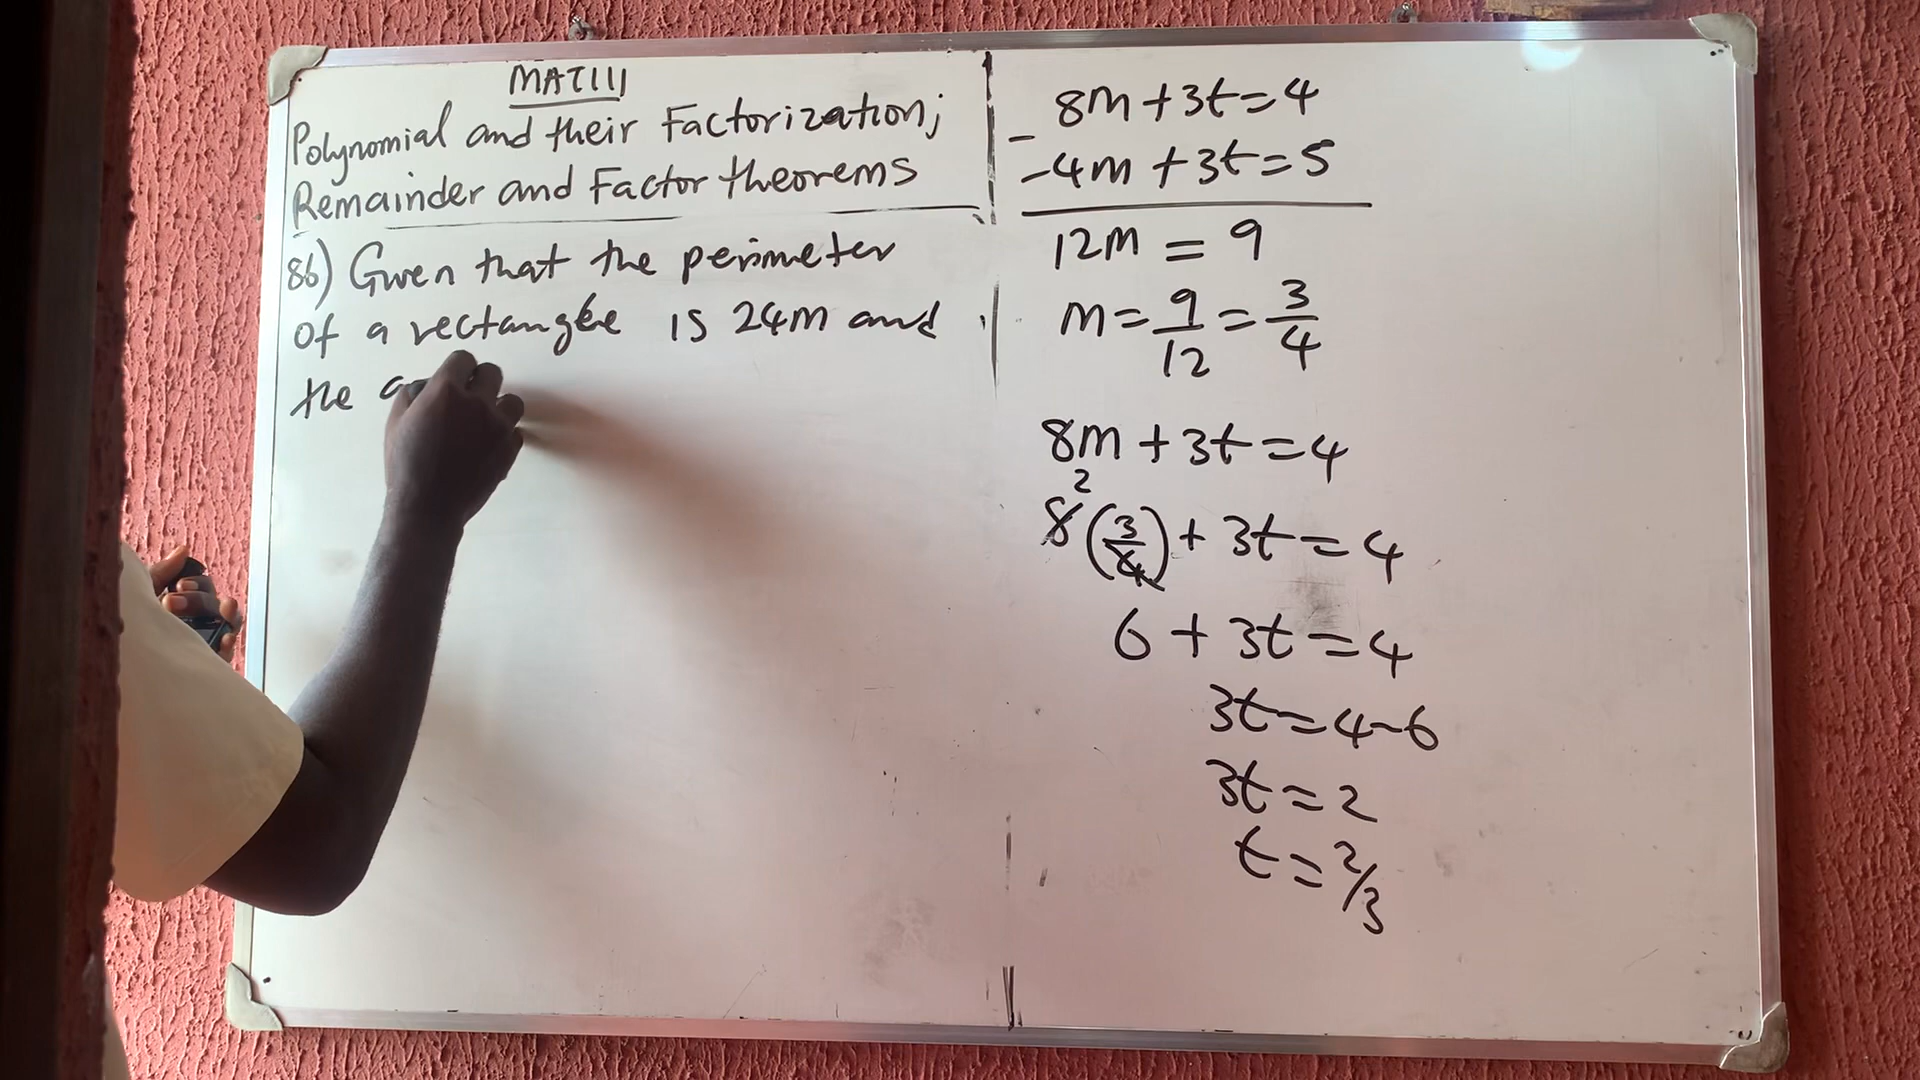 MAT111
Polynomial and their Factorization;
Remainder and Factor theorems
86) Given that the perimeter
of a rectangle is 24m and
the
8m + 3t = 4
- -4m + 3t = 5
12m = 9
m = 9/12 = 3/4
8m + 3t = 4
2
8(3/4) + 3t = 4
6 + 3t = 4
3t = 4-6
3t = 2
t = 2/3